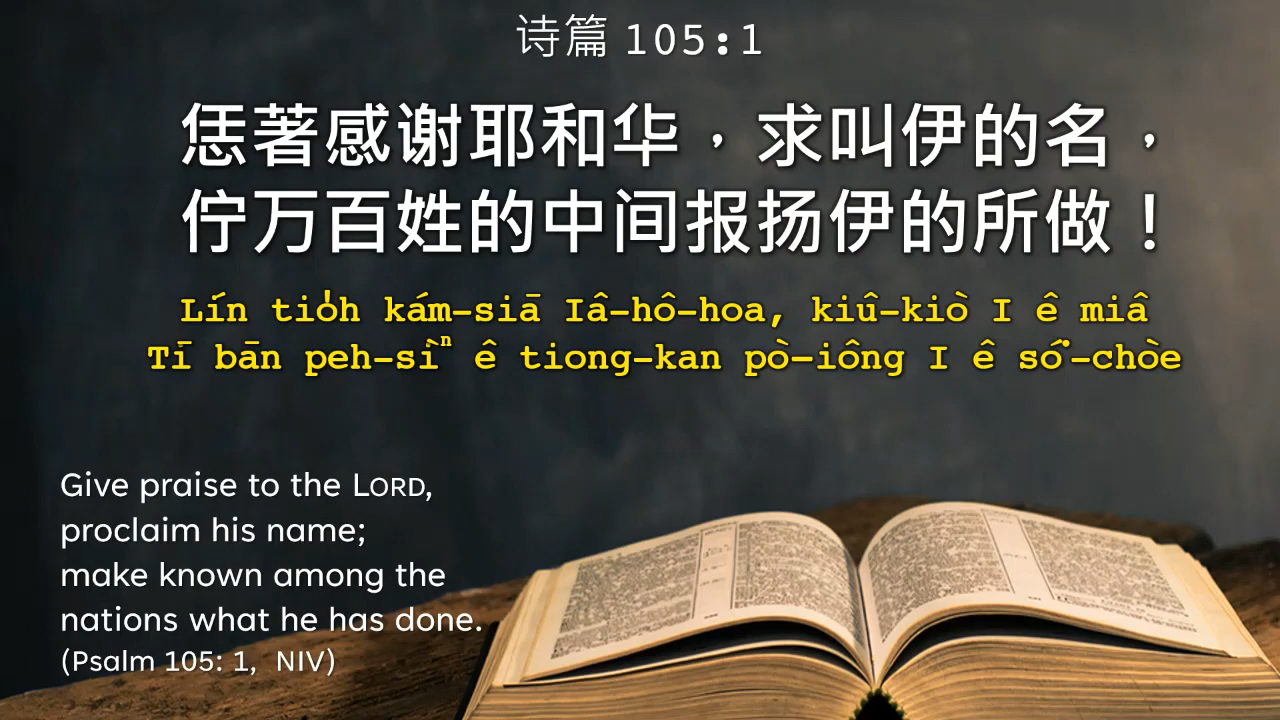 诗篇 105:1
恁著感谢耶和华，求叫伊的名，
佇万百姓的中间报扬伊的所做！
Lín tio̍h kám-siā Iâ-hô-hoa, kiû-kiò I ê miâ
Tī bān peh-sìⁿ ê tiong-kan pò-iông I ê só͘-chòe
Give praise to the LORD,
proclaim his name;
make known among the
nations what he has done.
(Psalm 105: 1, NIV)